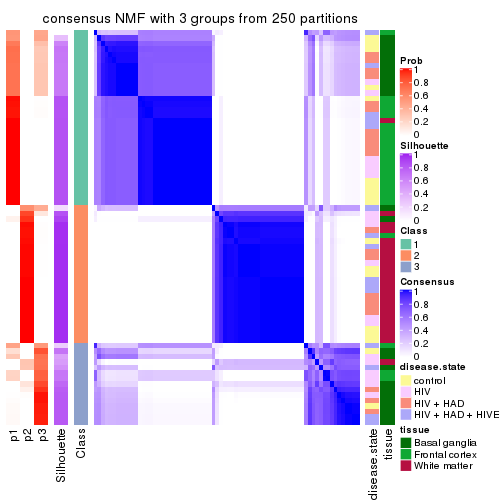 consensus NMF with 3 groups from 250 partitions
Prob
1
0.8
0.6
0.4
0.2
0
Silhouette
1
0.8
0.6
0.4
0.2
0
Class
1
2
3
Consensus
1
0.8
0.6
0.4
0.2
0
disease.state
control
HIV
HIV + HAD
HIV + HAD + HIVE
tissue
Basal ganglia
Frontal cortex
White matter
p1
p2
p3
Silhouette
Class
disease.state
tissue